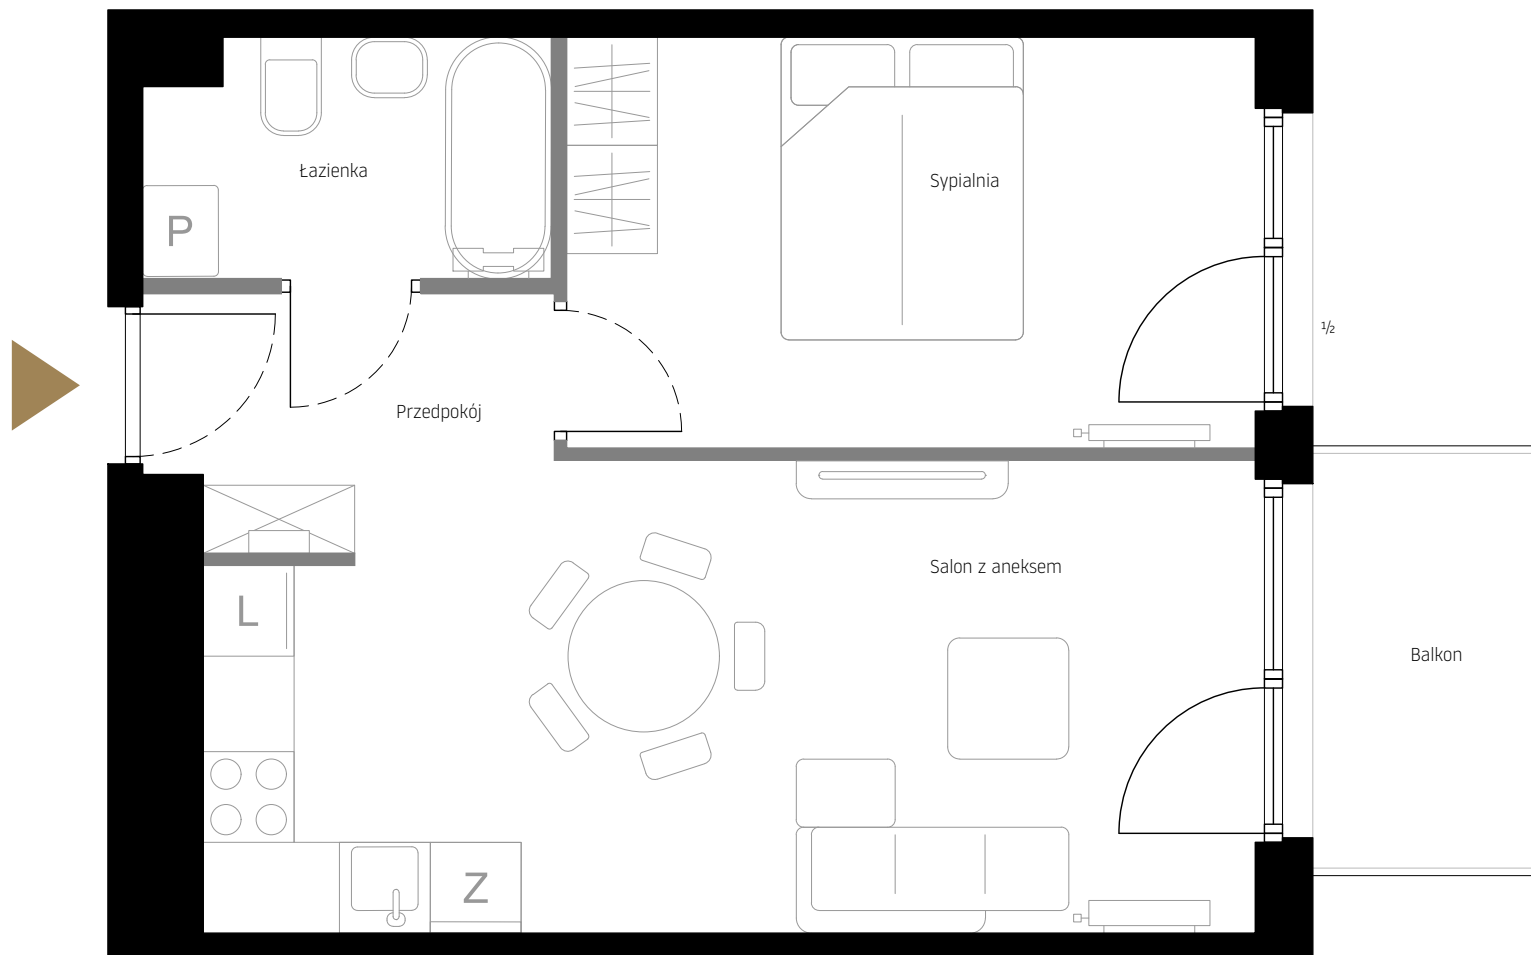 Łazienka
Sypialnia
P
½
Przedpokój
Salon z aneksem
L
Balkon
Z